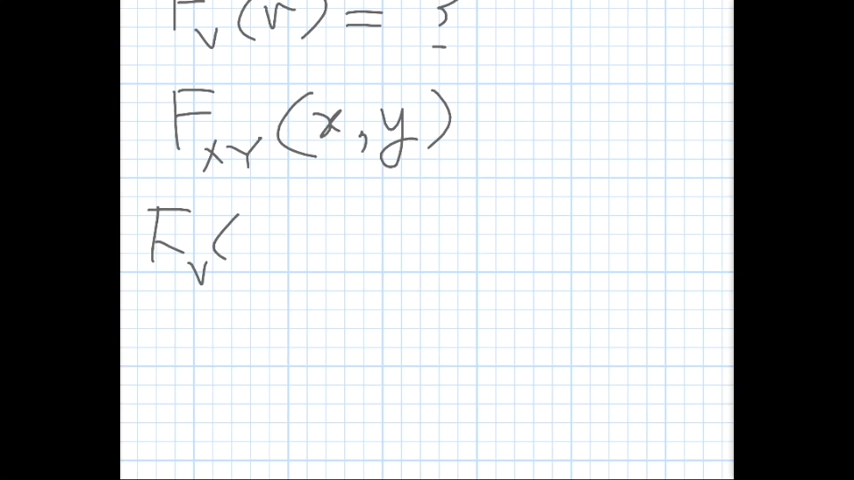 F_V(v) = ?
F_XY(x,y)
F_V(